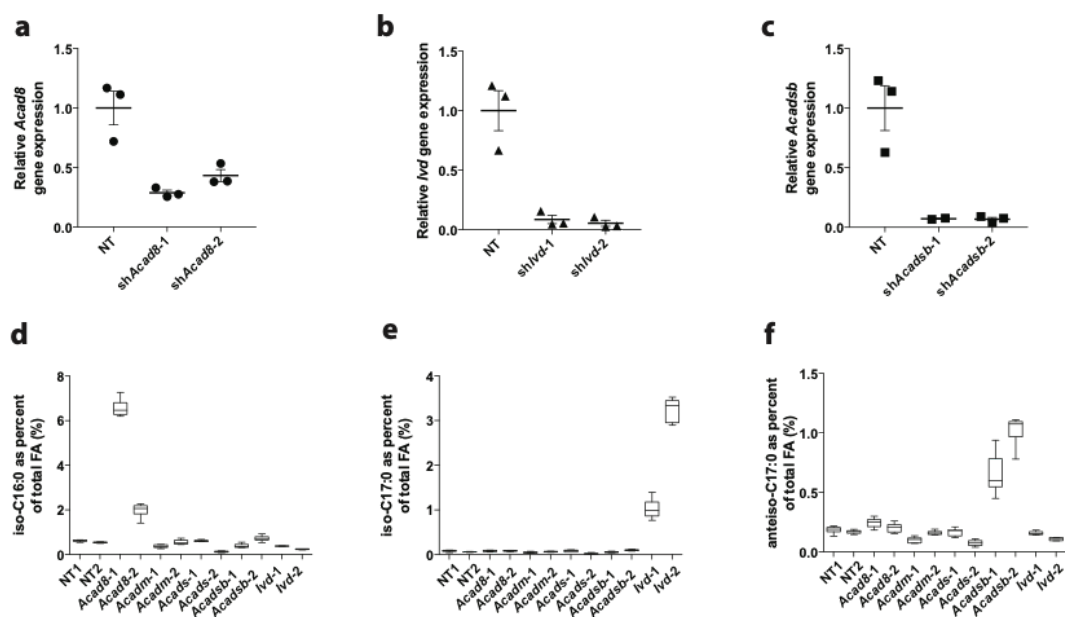 a
Relative Acad8
gene expression
1.5
1.0
0.5
0.0
NT
shAcad8-1
shAcad8-2
b
Relative Ivd gene expression
1.5
1.0
0.5
0.0
NT
shIvd-1
shIvd-2
c
Relative Acadsb
gene expression
1.5
1.0
0.5
0.0
NT
shAcadsb-1
shAcadsb-2
d
iso-C16:0 as percent
of total FA (%)
8
6
4
2
0
NT1
NT2
Acad8-1
Acad8-2
Acadm-1
Acadm-2
Acads-1
Acads-2
Acadsb-1
Acadsb-2
Ivd-1
Ivd-2
e
iso-C17:0 as percent
of total FA (%)
4
3
2
1
0
NT1
NT2
Acad8-1
Acad8-2
Acadm-1
Acadm-2
Acads-1
Acads-2
Acadsb-1
Acadsb-2
Ivd-1
Ivd-2
f
anteiso-C17:0 as percent
of total FA (%)
1.5
1.0
0.5
0.0
NT1
NT2
Acad8-1
Acad8-2
Acadm-1
Acadm-2
Acads-1
Acads-2
Acadsb-1
Acadsb-2
Ivd-1
Ivd-2